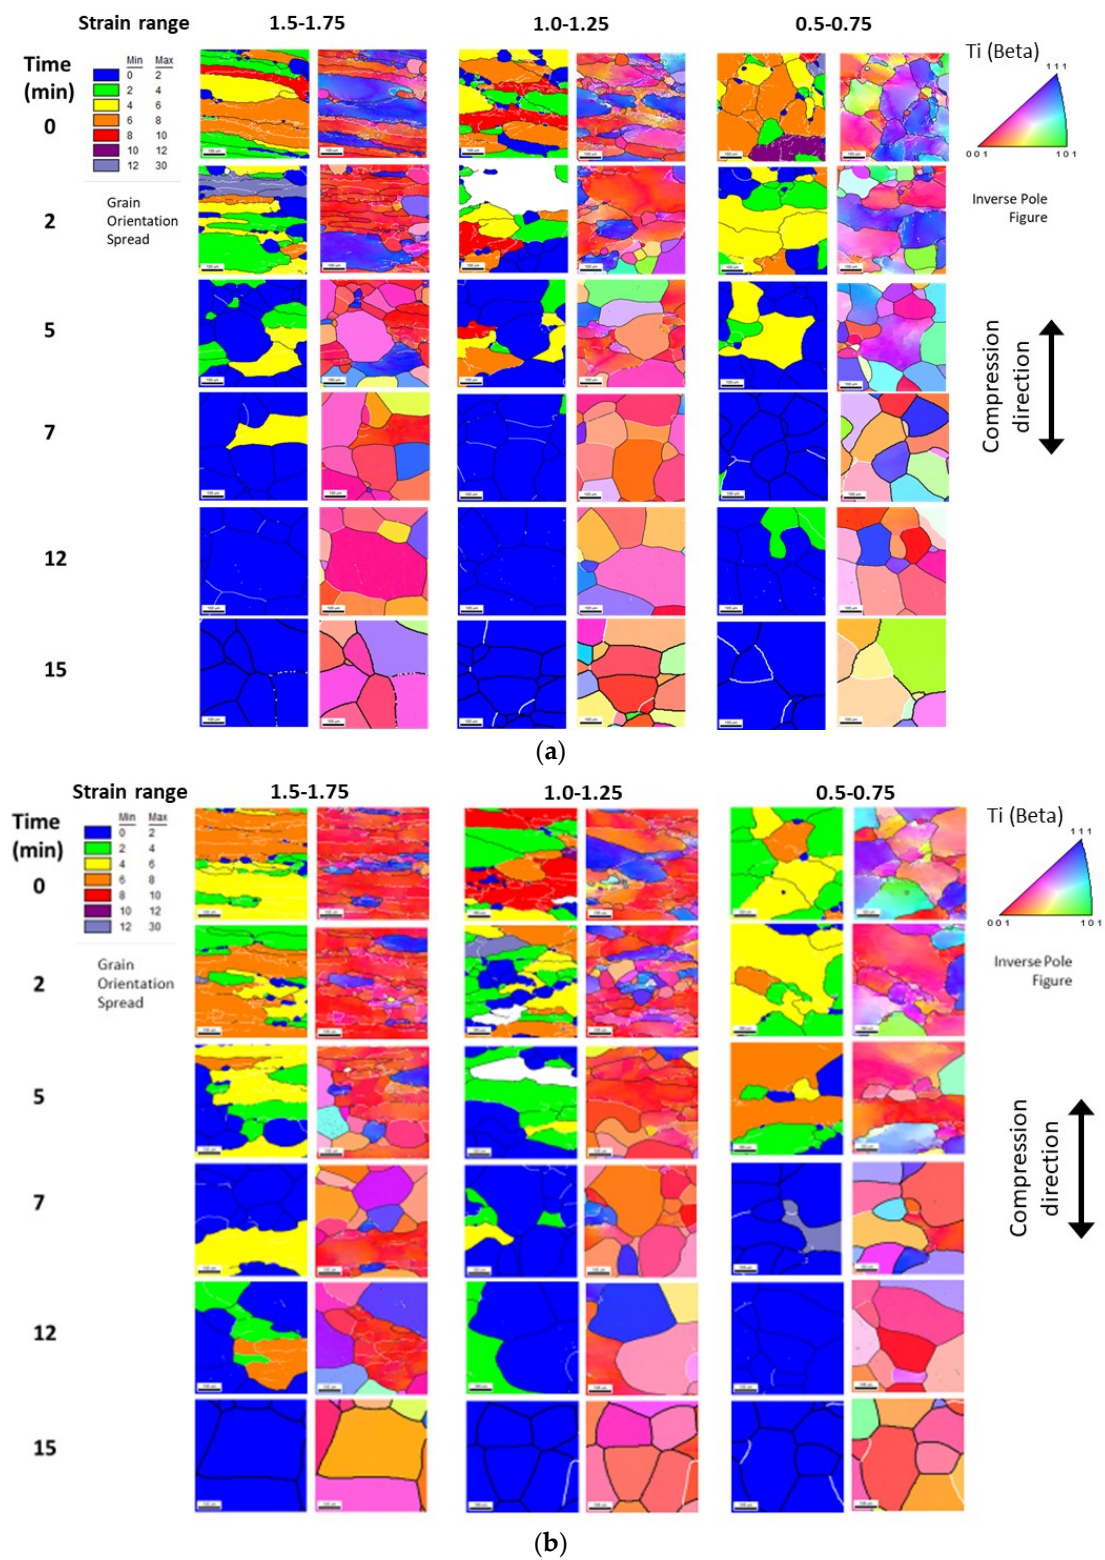 Strain range 1.5-1.75 1.0-1.25 0.5-0.75
Time (min)
Min Max
0 2
2 4
4 6
6 8
8 10
10 12
12 30
Grain Orientation Spread
Ti (Beta)
1 1 1
0 0 1 1 0 1
Inverse Pole Figure
0
2
5
7
12
15
Compression direction
(a)
Strain range 1.5-1.75 1.0-1.25 0.5-0.75
Time (min)
Min Max
0 2
2 4
4 6
6 8
8 10
10 12
12 30
Grain Orientation Spread
Ti (Beta)
1 1 1
0 0 1 1 0 1
Inverse Pole Figure
0
2
5
7
12
15
Compression direction
(b)